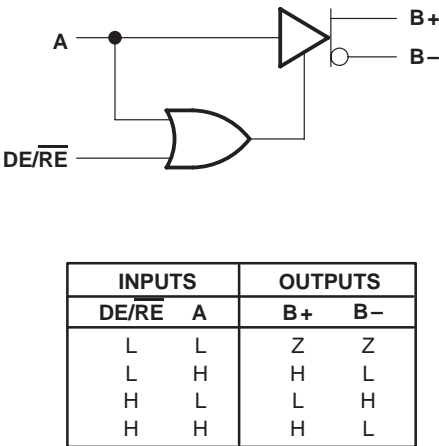 A
B+
B–
DE/RE
INPUTS OUTPUTS
DE/RE A B+ B–
L L Z Z
L H H L
H L L H
H H H L